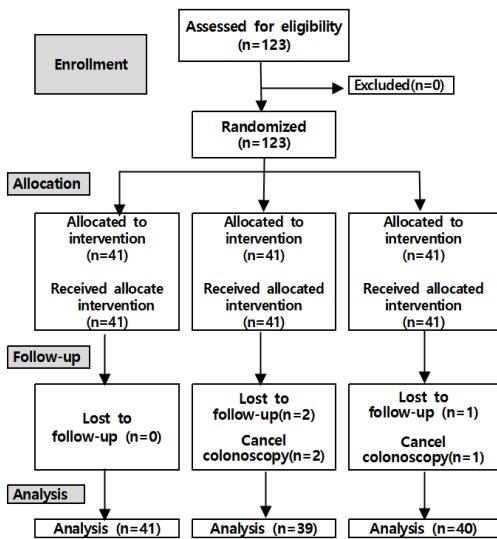 Assessed for eligibility
(n=123)
Enrollment
Excluded(n=0)
Randomized
(n=123)
Allocation
Allocated to
intervention
(n=41)
Received allocate
intervention
(n=41)
Allocated to
intervention
(n=41)
Received allocated
intervention
(n=41)
Allocated to
intervention
(n=41)
Received allocated
intervention
(n=41)
Follow-up
Lost to
follow-up (n=0)
Lost to
follow-up(n=2)
Cancel
colonoscopy(n=2)
Lost to
follow-up (n=1)
Cancel
colonoscopy(n=1)
Analysis
Analysis (n=41)
Analysis (n=39)
Analysis (n=40)